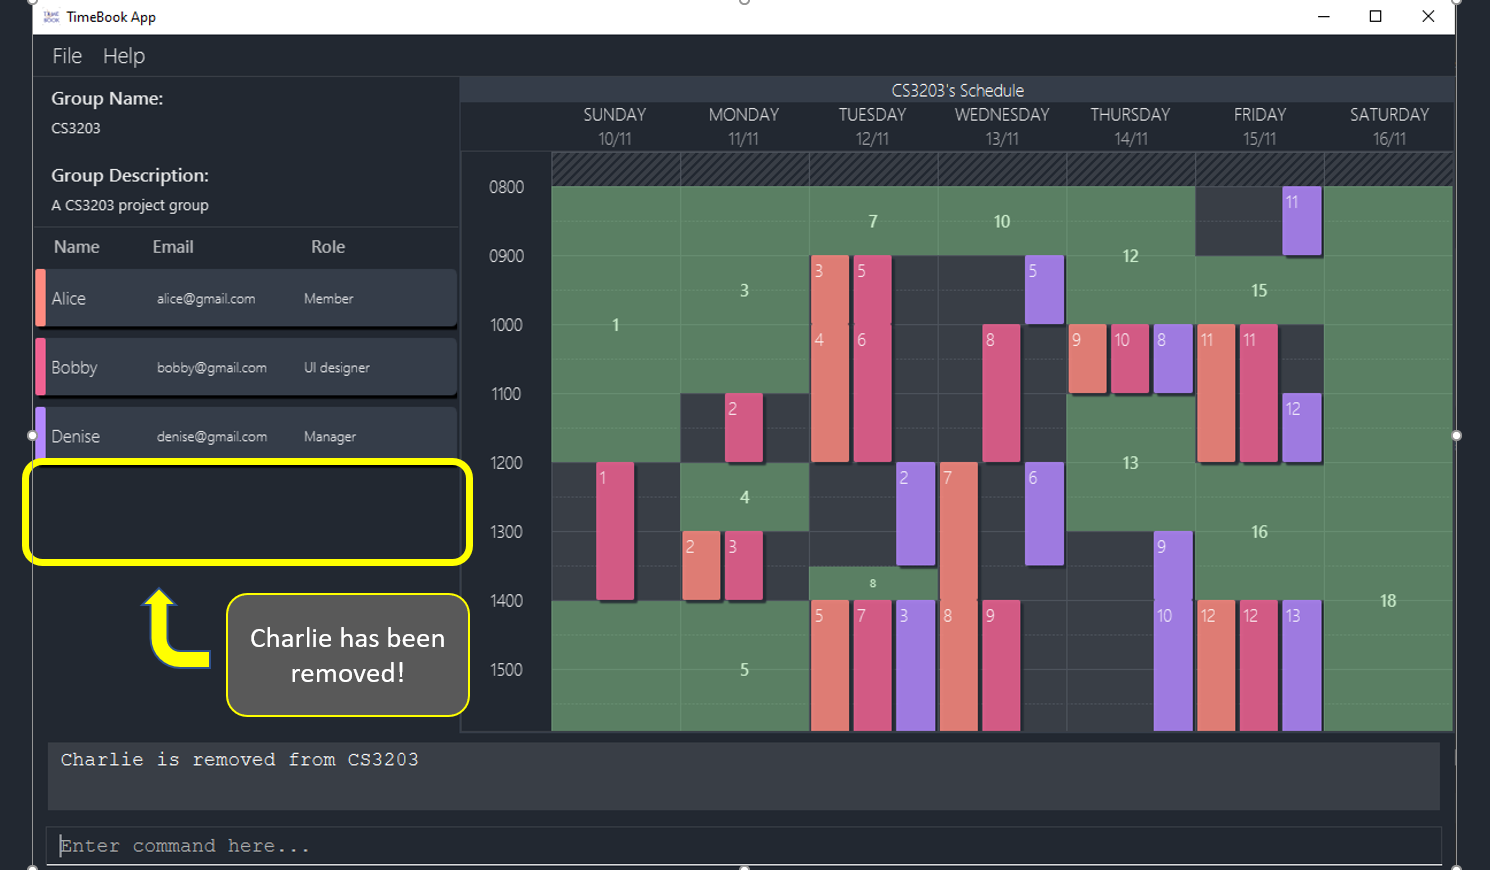 TimeBook App
File Help
Group Name:
CS3203
Group Description:
A CS3203 project group
Name Email Role
Alice alice@gmail.com Member
Bobby bobby@gmail.com UI designer
Denise denise@gmail.com Manager
Charlie has been
removed!
CS3203's Schedule
SUNDAY MONDAY TUESDAY WEDNESDAY THURSDAY FRIDAY SATURDAY
10/11 11/11 12/11 13/11 14/11 15/11 16/11
0800
11
7 10
0900
12
3 5 5
3 15
1000
1
4 6 8 9 10 8 11 11
1100
2 12
1200
13
1 2 7 6
4
1300
16
2 3 9
8
1400
18
5 7 3 8 9 10 12 12 13
1500
5
Charlie is removed from CS3203
Enter command here...